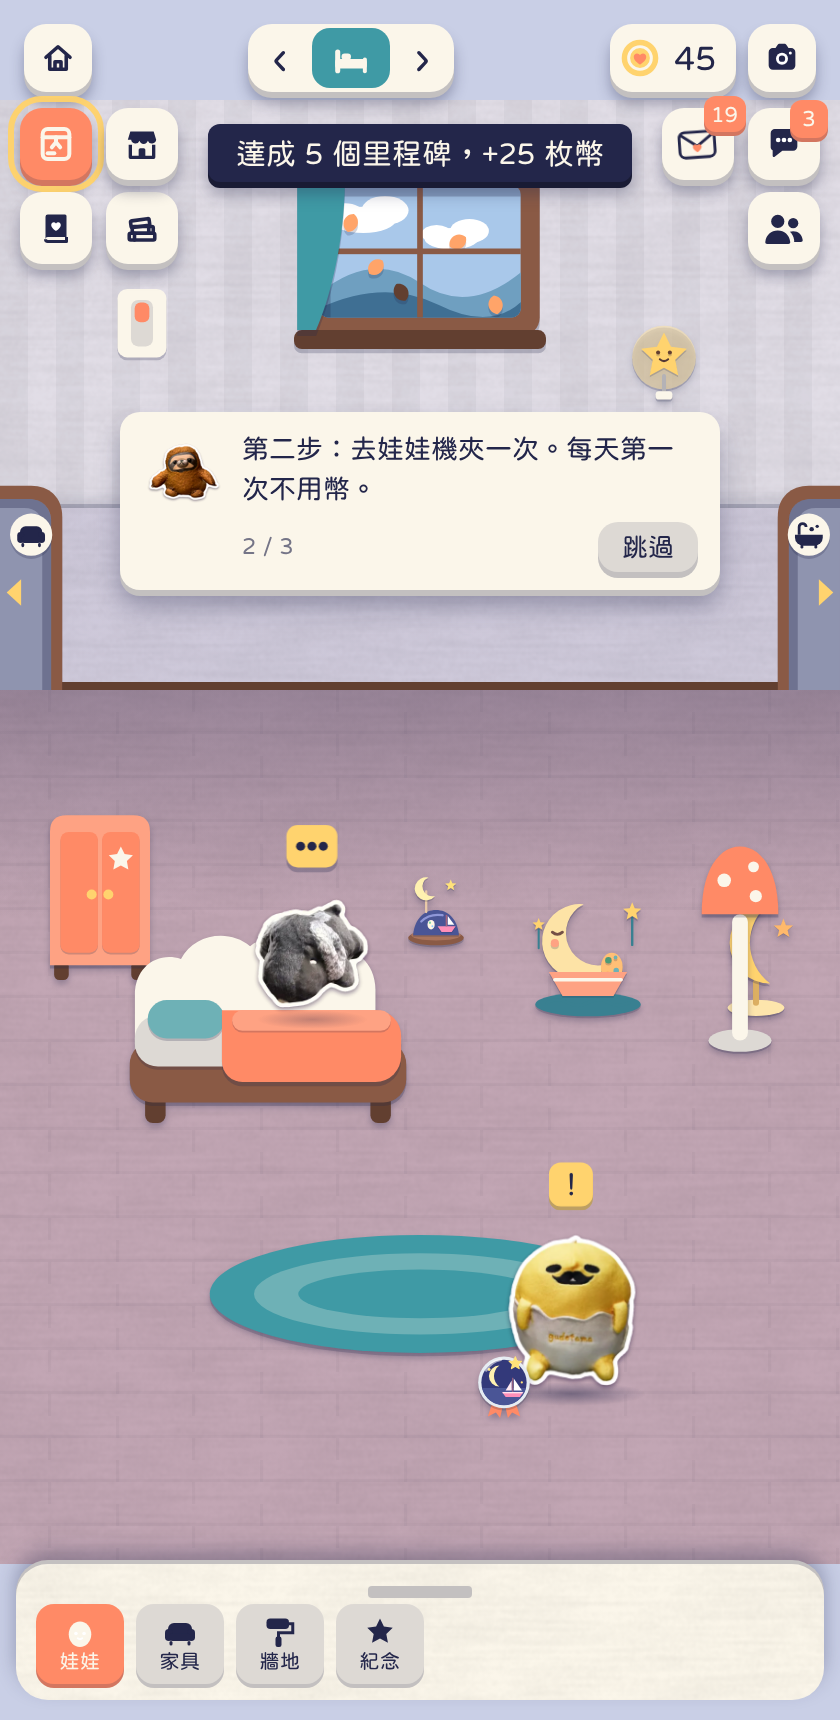 45
19
3
達成 5 個里程碑，+25 枚幣
第二步：去娃娃機夾一次。每天第一
次不用幣。
2 / 3
跳過
!
gudetama
娃娃
家具
牆地
紀念